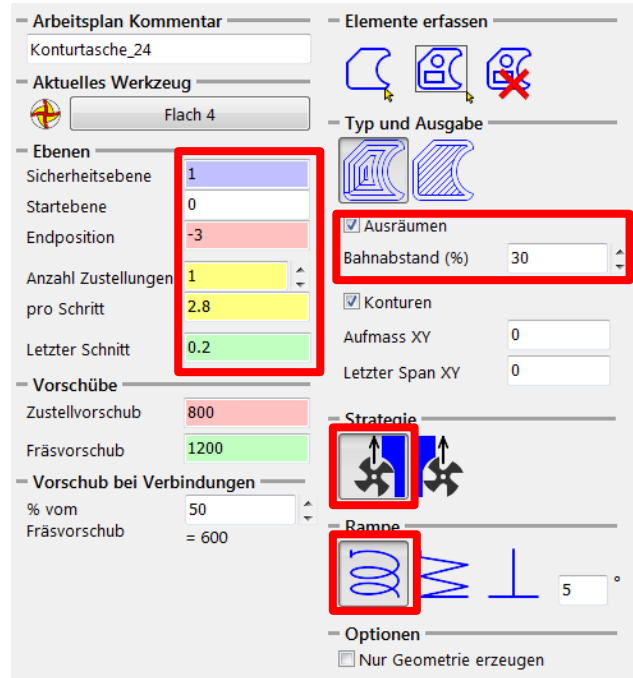 Arbeitsplan Kommentar
Konturtasche_24
Aktuelles Werkzeug
Flach 4
Ebenen
Sicherheitsebene 1
Startebene 0
Endposition -3
Anzahl Zustellungen 1
pro Schritt 2.8
Letzter Schnitt 0.2
Vorschübe
Zustellvorschub 800
Fräsvorschub 1200
Vorschub bei Verbindungen
% vom 50
Fräsvorschub = 600
Elemente erfassen
Typ und Ausgabe
Ausräumen
Bahnabstand (%) 30
Konturen
Aufmass XY 0
Letzter Span XY 0
Strategie
Rampe
5 °
Optionen
Nur Geometrie erzeugen